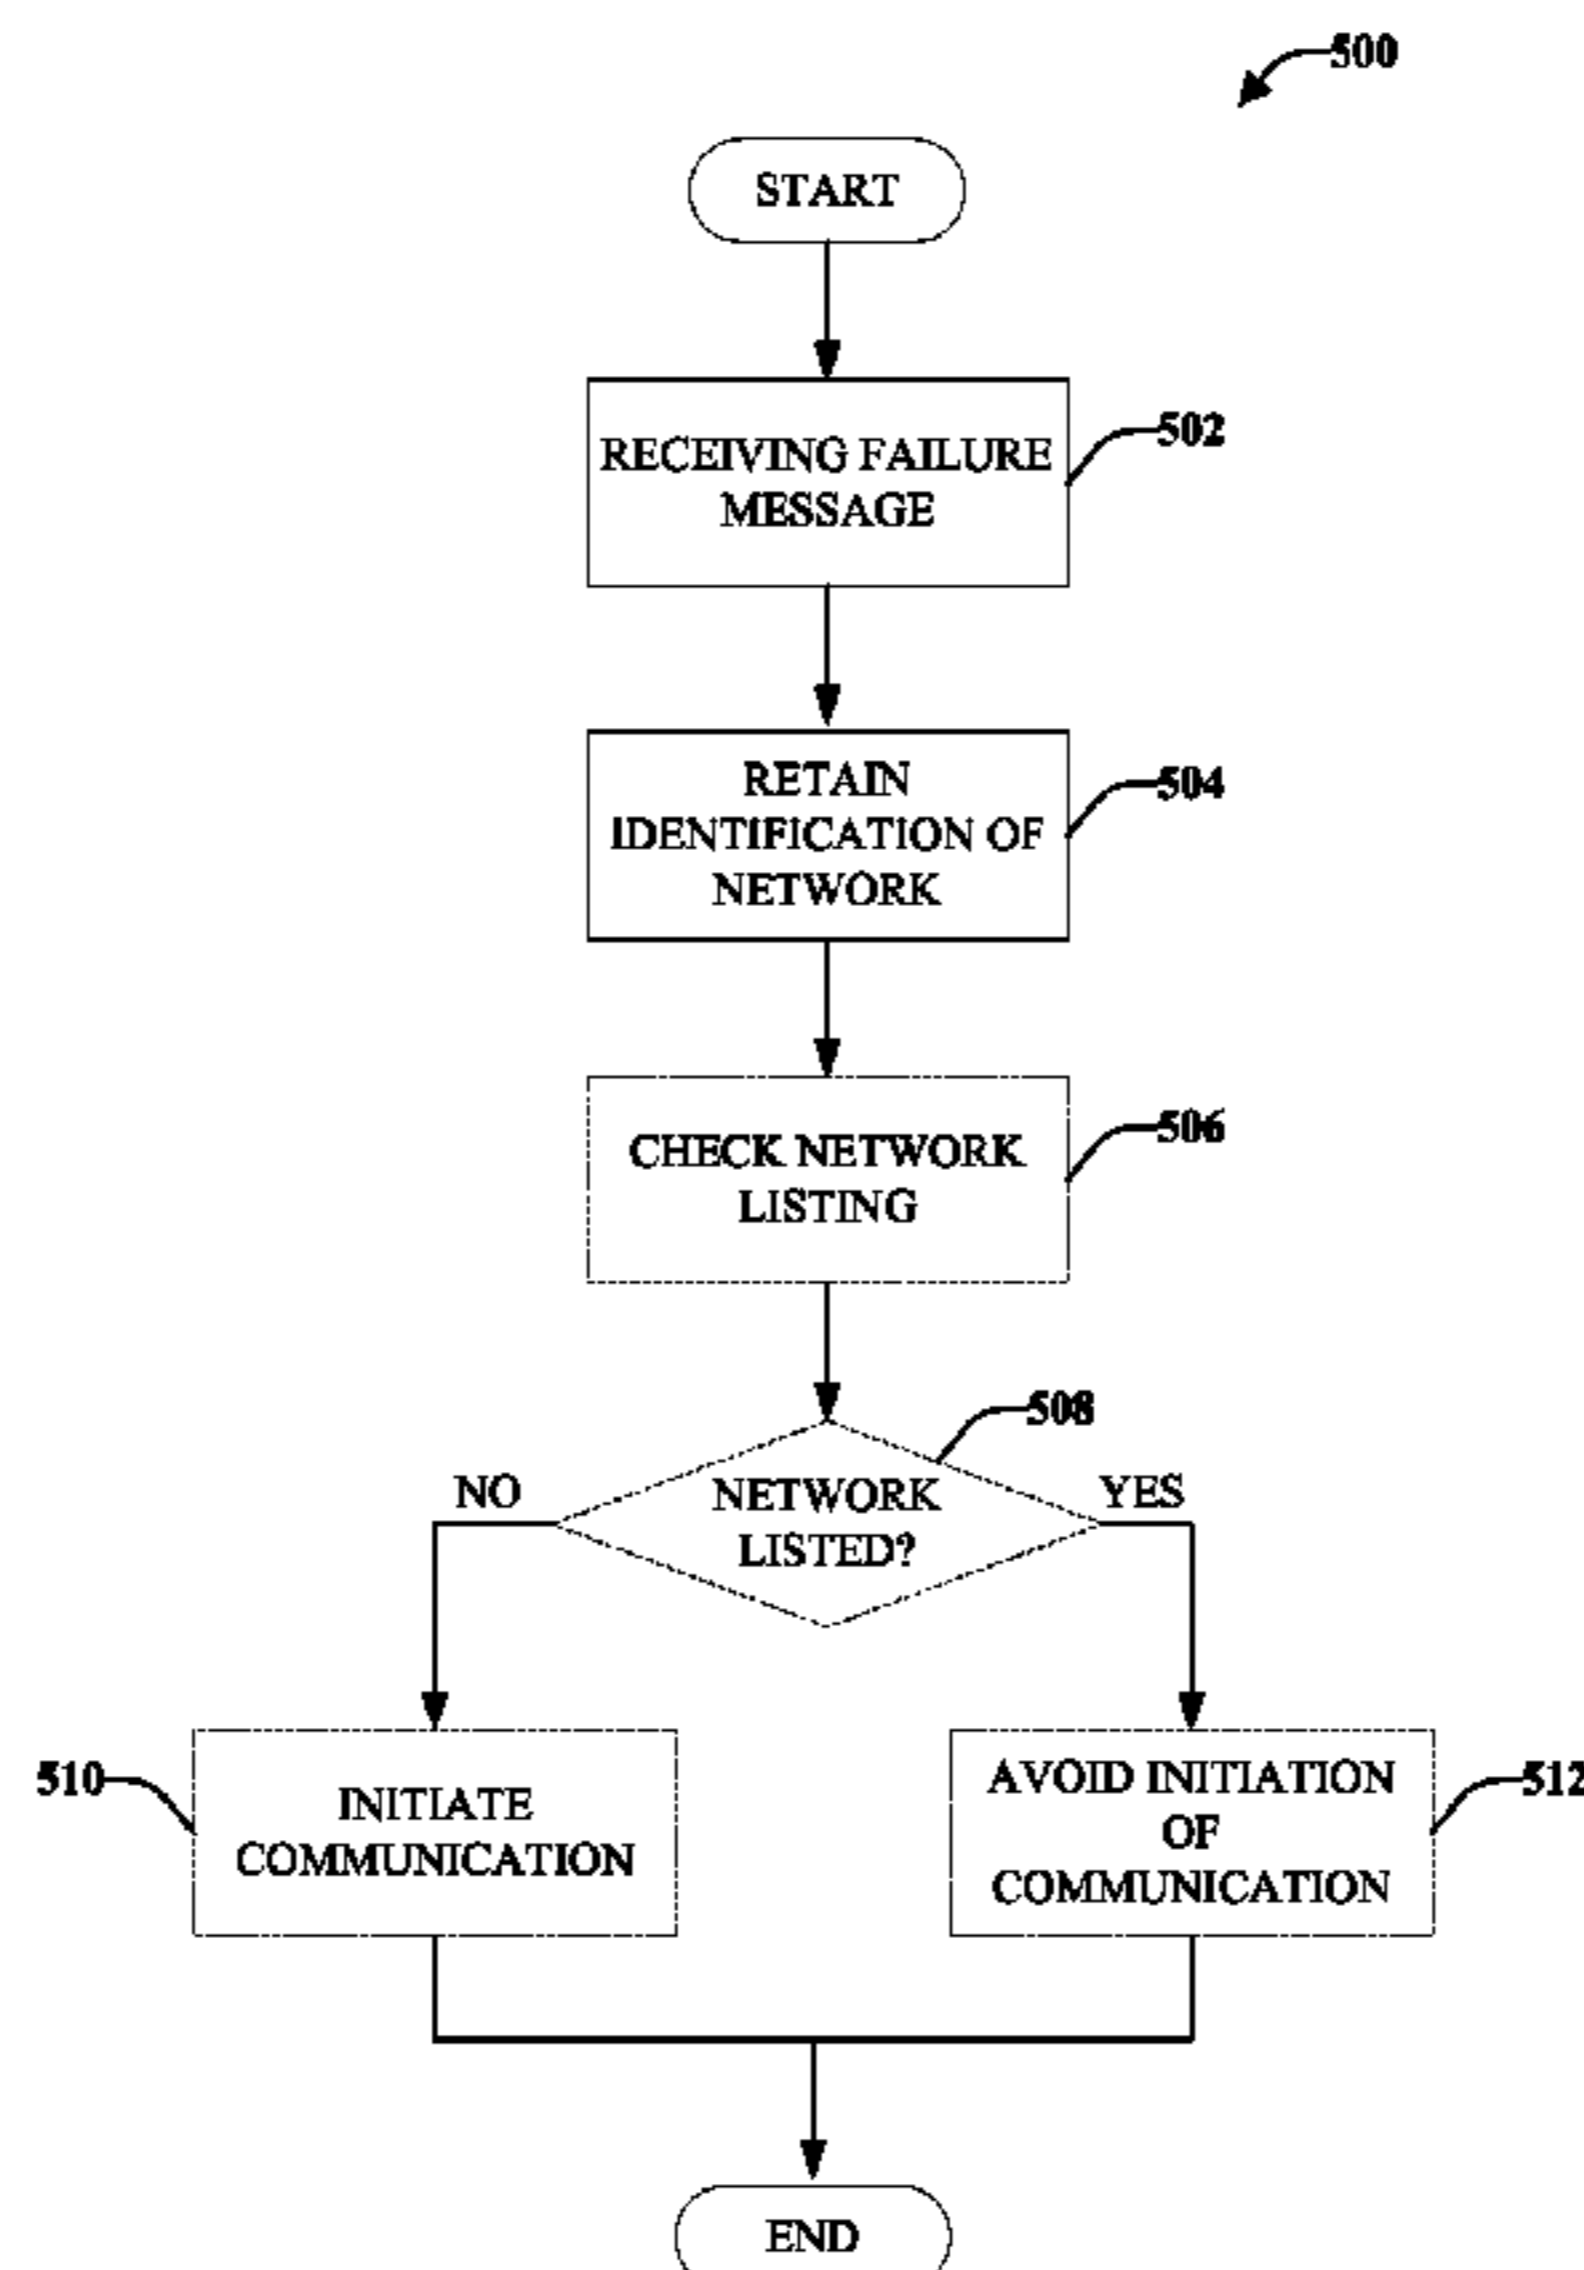 500
START
RECEIVING FAILURE
MESSAGE
502
RETAIN
IDENTIFICATION OF
NETWORK
504
CHECK NETWORK
LISTING
506
508
NO
NETWORK
LISTED?
YES
510
INITIATE
COMMUNICATION
AVOID INITIATION
OF
COMMUNICATION
512
END